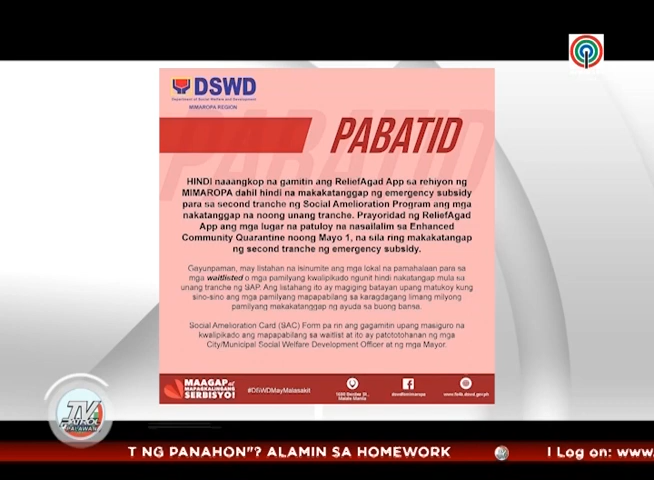 DSWD
Department of Social Welfare and Development
MIMAROPA REGION
PABATID
HINDI naaangkop na gamitin ang ReliefAgad App sa rehiyon ng
MIMAROPA dahil hindi na makakatanggap ng emergency subsidy
para sa second tranche ng Social Amelioration Program ang mga
nakatanggap na noong unang tranche. Prayoridad ng ReliefAgad
App ang mga lugar na patuloy na nasailalim sa Enhanced
Community Quarantine noong Mayo 1, na sila ring makakatangap
ng second tranche ng emergency subsidy.
Gayunpaman, may listahan na isinumite ang mga lokal na pamahalaan para sa
mga waitlisted o mga pamilyang kwalipikado ngunit hindi nakatangap mula sa
unang tranche ng SAP. Ang listahang ito ay magiging batayan upang matukoy kung
sino-sino ang mga pamilyang mapapabilang sa karagdagang limang milyong
pamilyang makakatanggap ng ayuda sa buong bansa.
Social Amelioration Card (SAC) Form pa rin ang gagamitin upang masiguro na
kwalipikado ang mapapabilang sa waitlist at ito ay patototohanan ng mga
City/Municipal Social Welfare Development Officer at ng mga Mayor.
MAAGAP at
MAPAGKALINGANG
SERBISYO!
#DSWDMayMalasakit
Malate Manila
TV
PATROL
PALAWAN
T NG PANAHON"? ALAMIN SA HOMEWORK
I Log on: www.